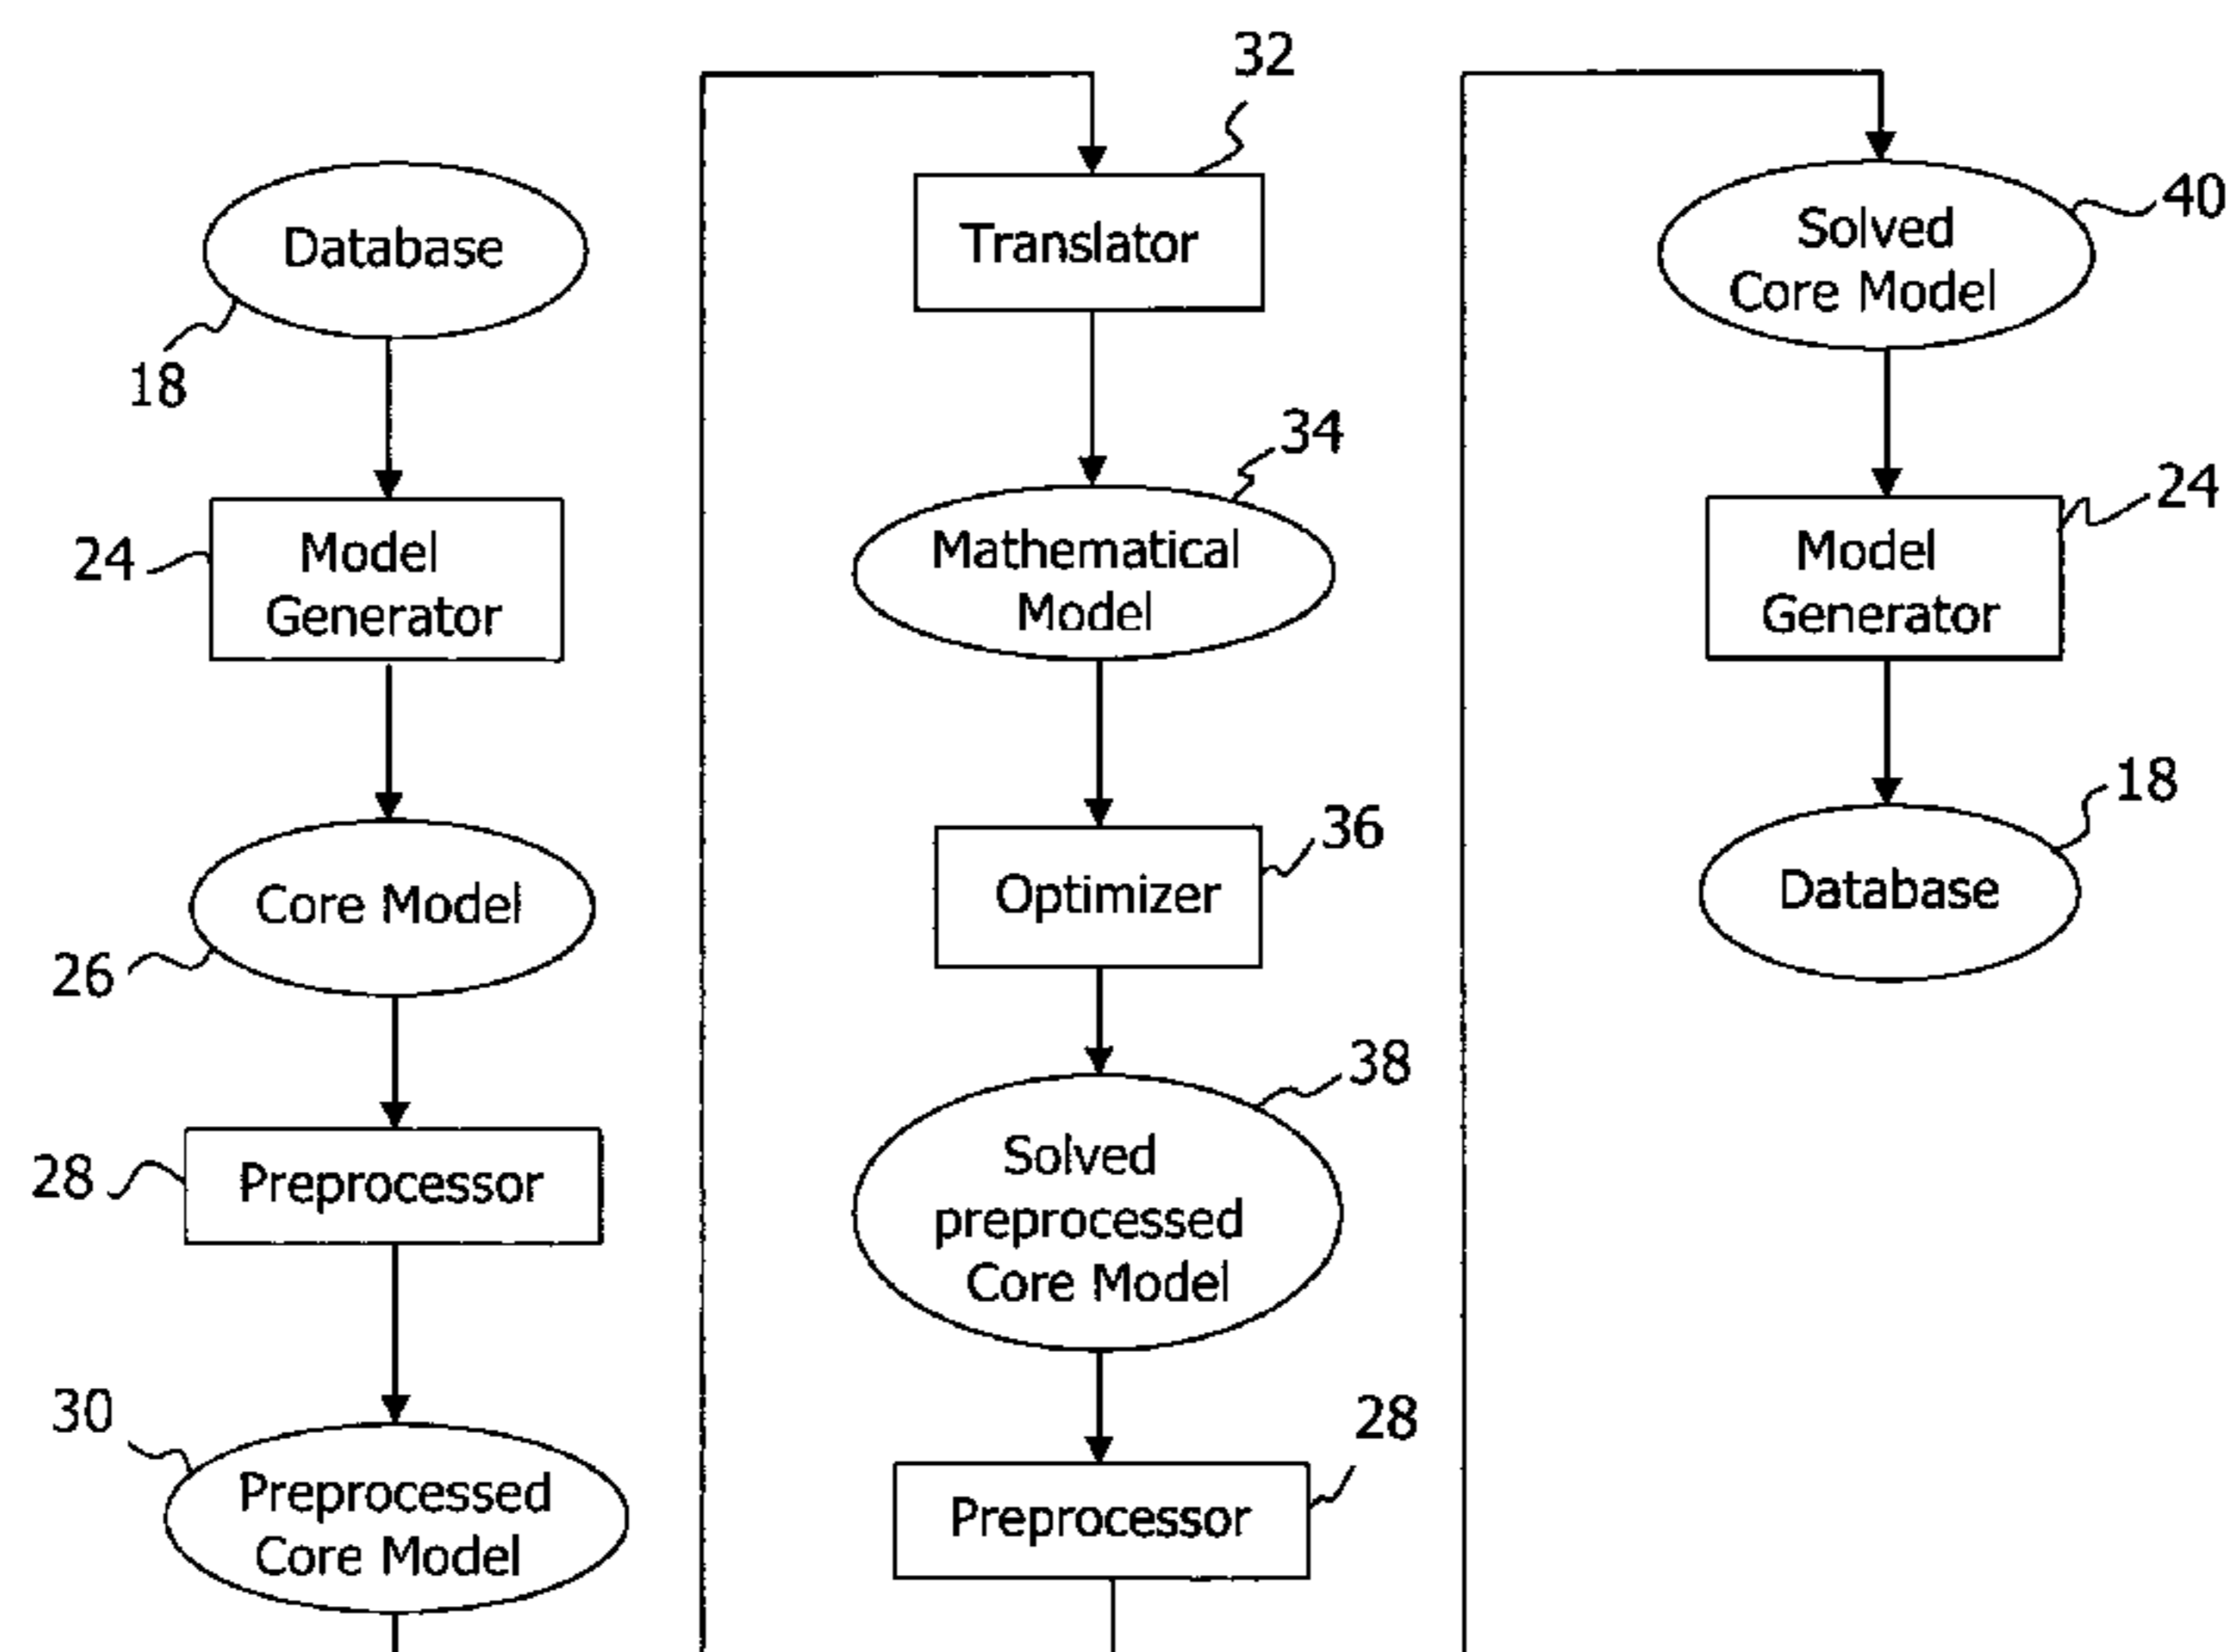 Database
18
24
Model
Generator
Core Model
26
28
Preprocessor
30
Preprocessed
Core Model
32
Translator
34
Mathematical
Model
36
Optimizer
38
Solved
preprocessed
Core Model
28
Preprocessor
40
Solved
Core Model
24
Model
Generator
18
Database